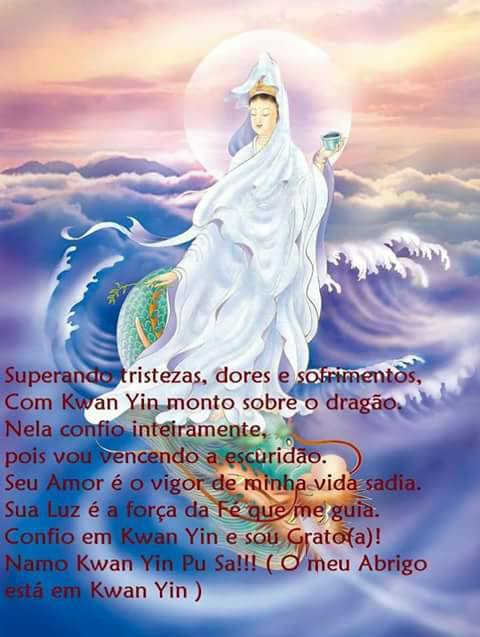 Superando tristezas, dores e sofrimentos,
Com Kwan Yin monto sobre o dragão.
Nela confio inteiramente,
pois vou vencendo a escuridão.
Seu Amor é o vigor de minha vida sadia.
Sua Luz é a força da Fé que me guia.
Confio em Kwan Yin e sou Grato(a)!
Namo Kwan Yin Pu Sa!!! ( O meu Abrigo
está em Kwan Yin )